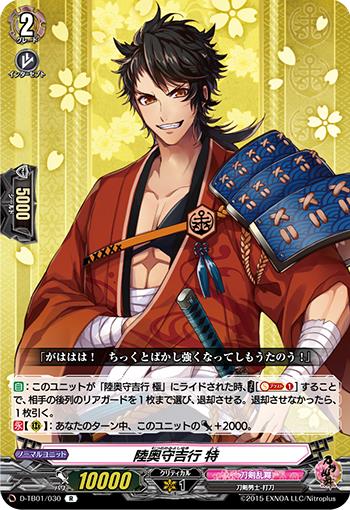 2
グレード
インターセプト
5000
シールド
「がははは！　ちっくとばかし強くなってしもうたのう！」
自：このユニットが「陸奥守吉行 極」にライドされた時、【ブラスト 1】することで、相手の後列のリアガードを1枚まで選び、退却させる。退却させなかったら、1枚引く。
永【】：あなたのターン中、このユニットの+2000。
D-TB01/030 R
ノーマルユニット
陸奥守吉行 特
パワー 10000
クリティカル
1
刀剣乱舞
刀剣男士・打刀
©2015 EXNOA LLC/Nitroplus